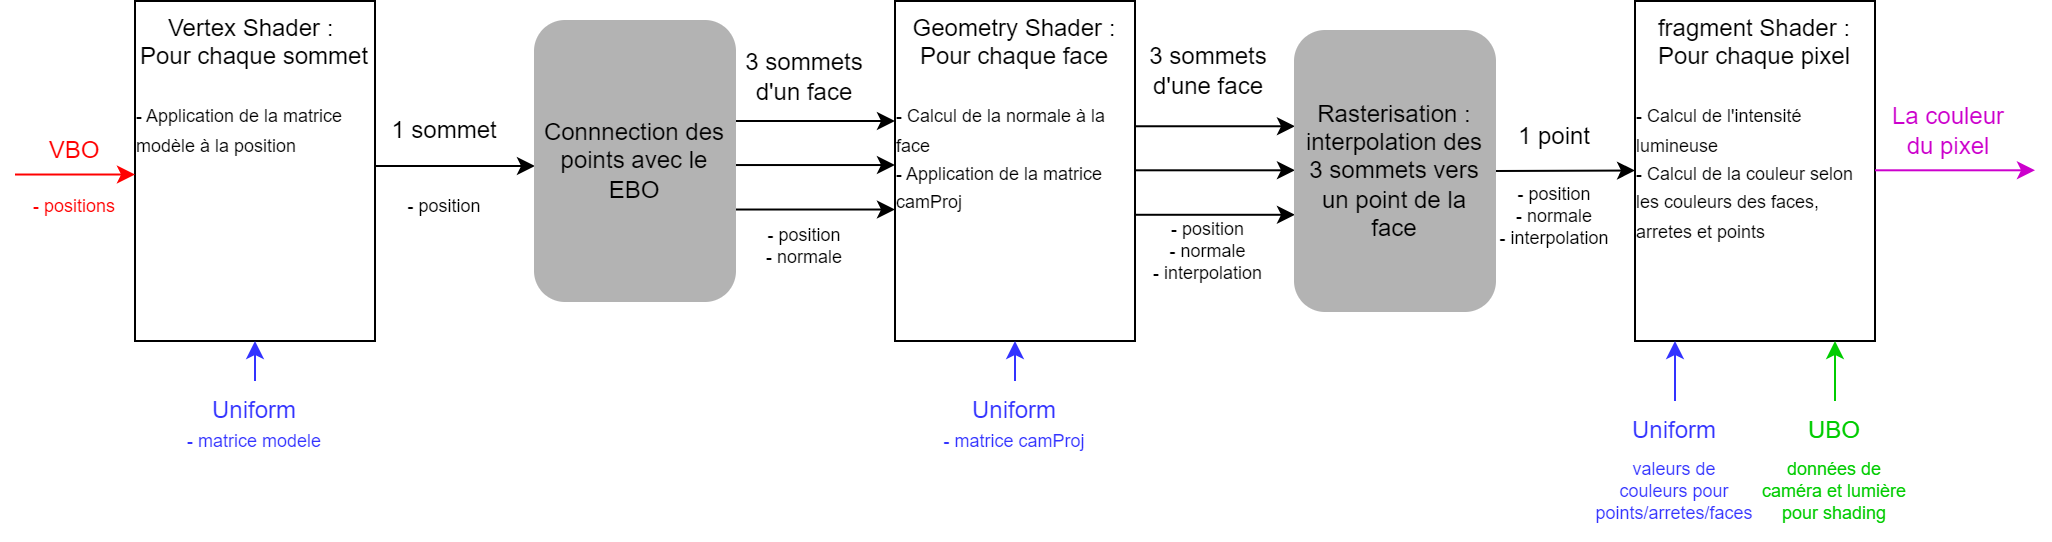 VBO
- positions
Vertex Shader :
Pour chaque sommet
- Application de la matrice
modèle à la position
Uniform
- matrice modele
1 sommet
- position
Connnection des
points avec le
EBO
3 sommets
d'un face
- position
- normale
Geometry Shader :
Pour chaque face
- Calcul de la normale à la
face
- Application de la matrice
camProj
Uniform
- matrice camProj
3 sommets
d'une face
- position
- normale
- interpolation
Rasterisation :
interpolation des
3 sommets vers
un point de la
face
1 point
- position
- normale
- interpolation
fragment Shader :
Pour chaque pixel
- Calcul de l'intensité
lumineuse
- Calcul de la couleur selon
les couleurs des faces,
arretes et points
Uniform
valeurs de
couleurs pour
points/arretes/faces
UBO
données de
caméra et lumière
pour shading
La couleur
du pixel